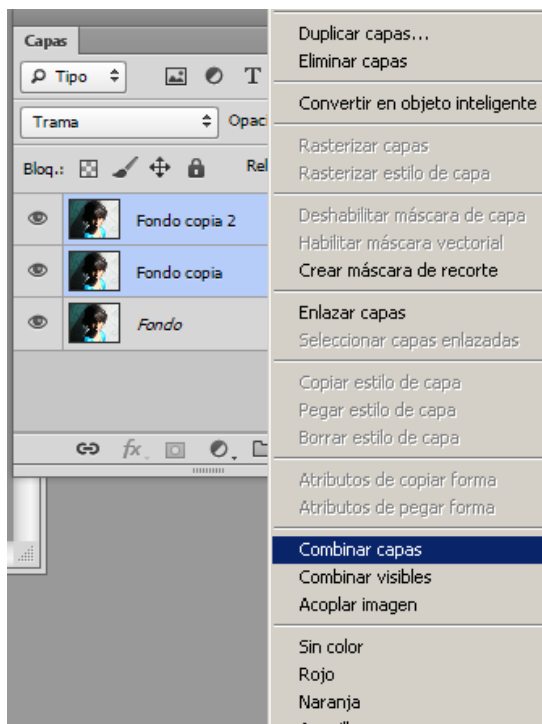 Capas
Tipo
T
Trama
Opaci
Bloq.:
Rel
Fondo copia 2
Fondo copia
Fondo
fx
Duplicar capas...
Eliminar capas
Convertir en objeto inteligente
Rasterizar capas
Rasterizar estilo de capa
Deshabilitar máscara de capa
Habilitar máscara vectorial
Crear máscara de recorte
Enlazar capas
Seleccionar capas enlazadas
Copiar estilo de capa
Pegar estilo de capa
Borrar estilo de capa
Atributos de copiar forma
Atributos de pegar forma
Combinar capas
Combinar visibles
Acoplar imagen
Sin color
Rojo
Naranja